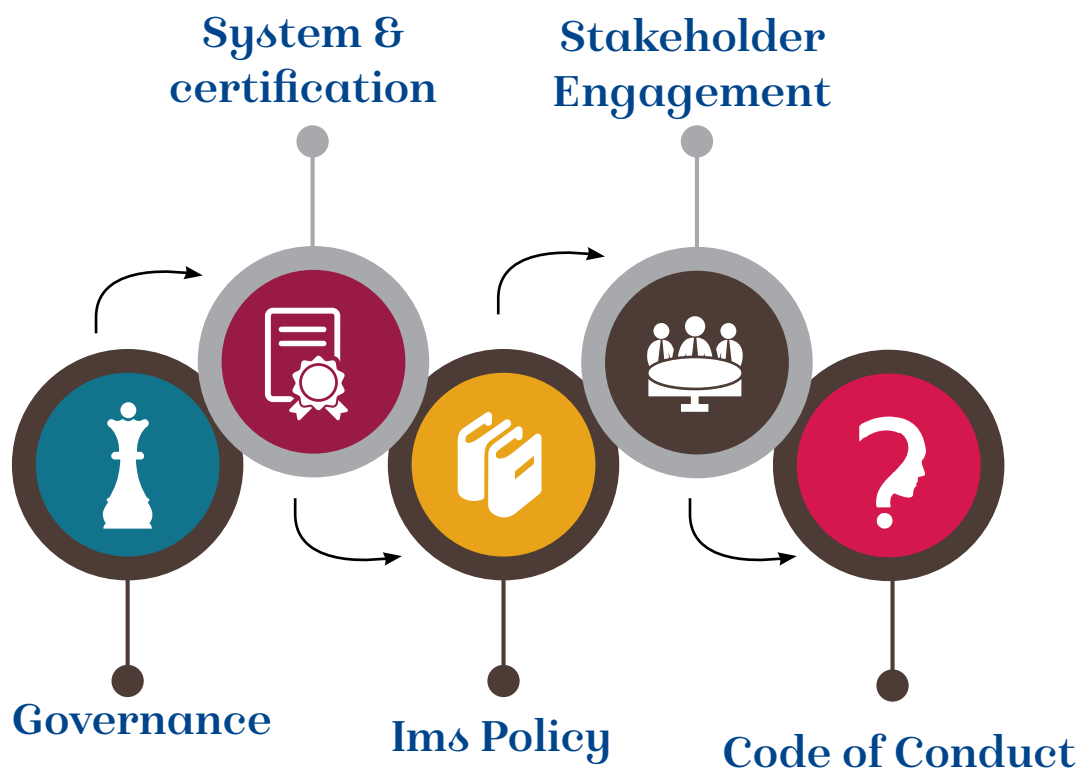 System &
certification
Stakeholder
Engagement
Governance
Ims Policy
Code of Conduct